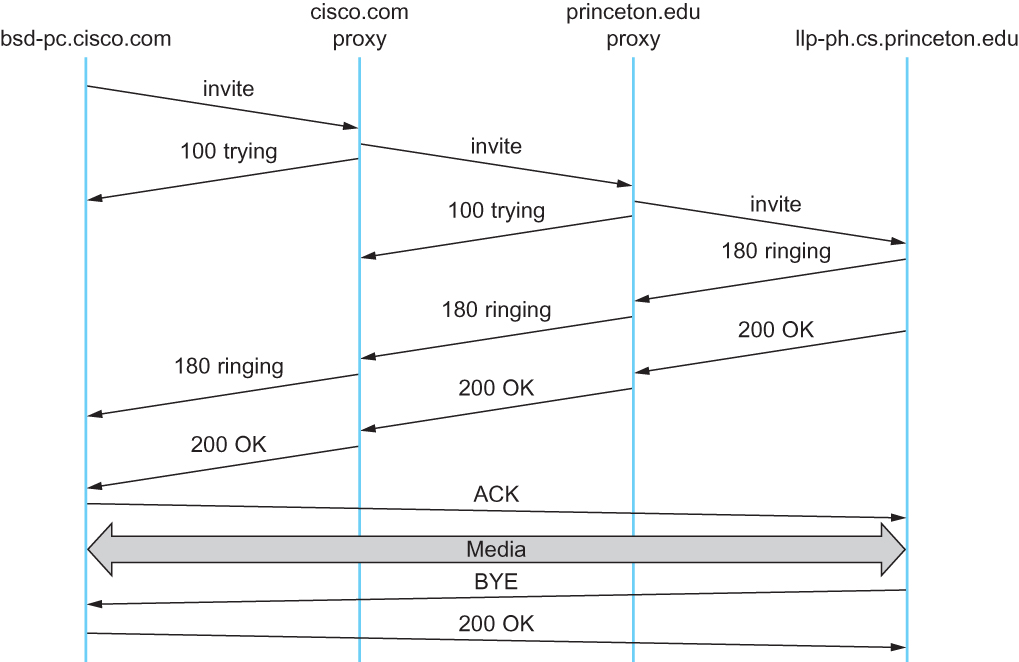 cisco.com
proxy
princeton.edu
proxy
bsd-pc.cisco.com
llp-ph.cs.princeton.edu
invite
100 trying
invite
100 trying
invite
180 ringing
180 ringing
200 OK
180 ringing
200 OK
200 OK
ACK
Media
BYE
200 OK